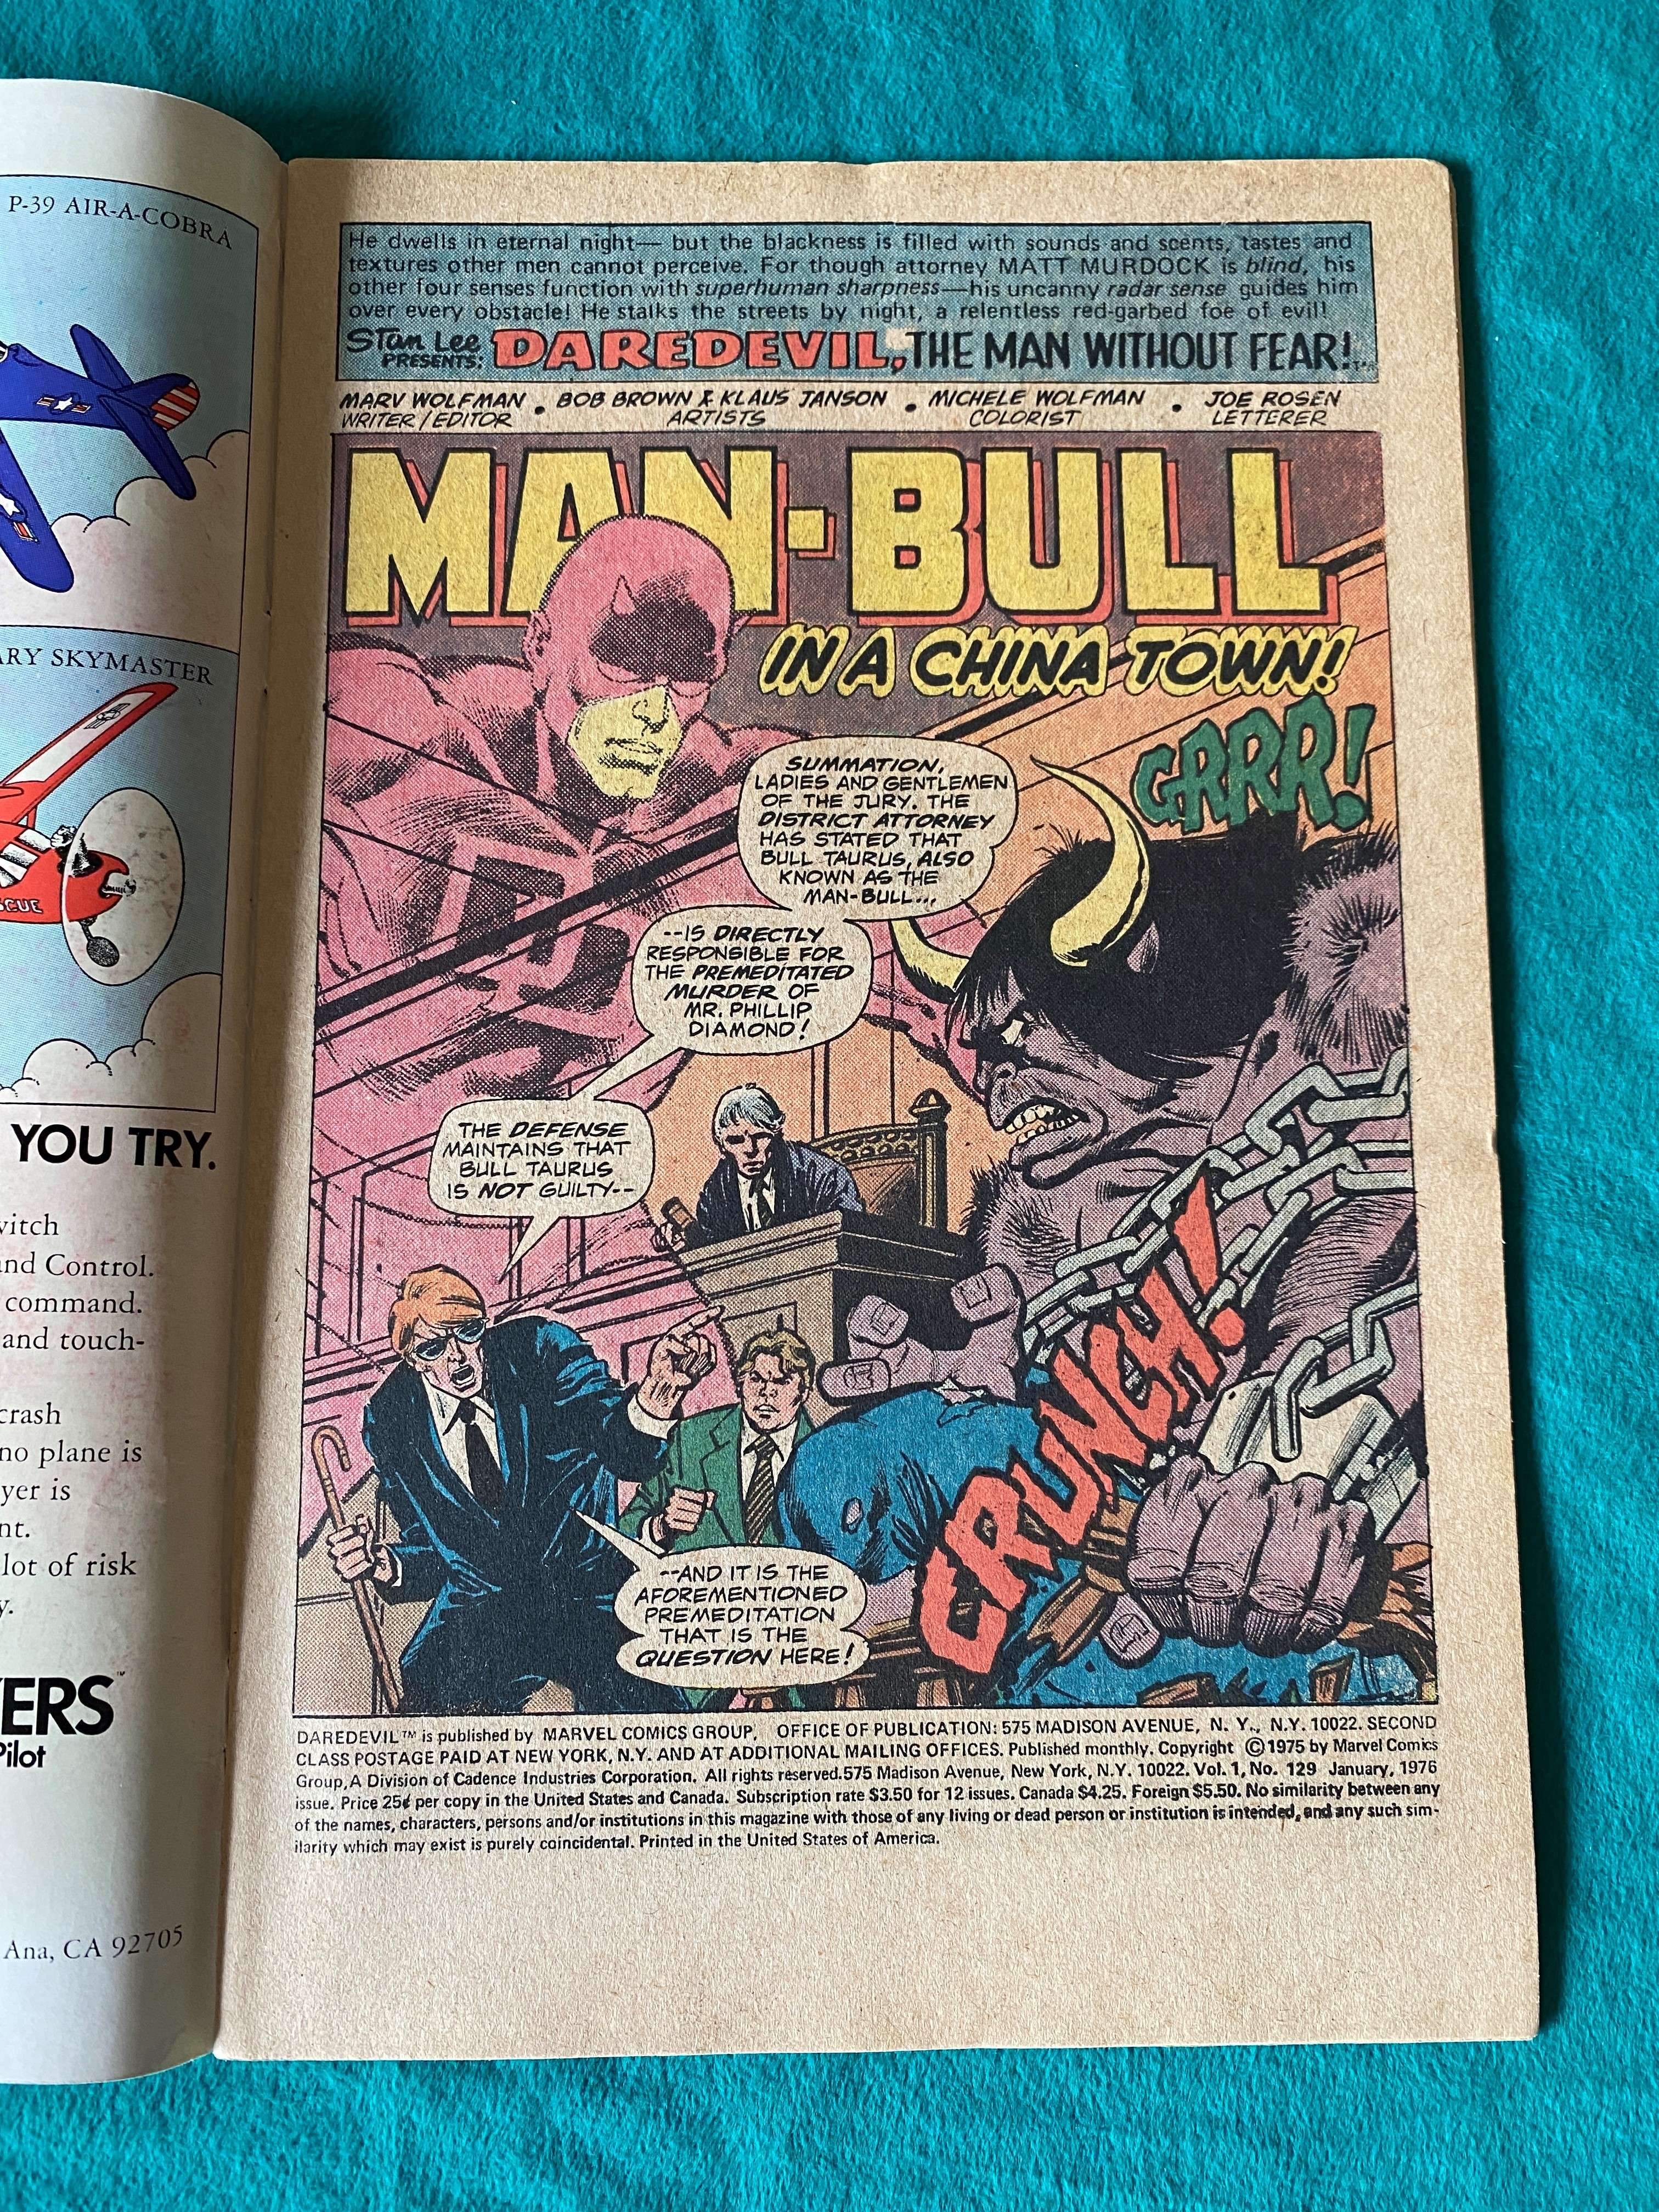 P-39 AIR-A-COBRA
ARY SKYMASTER
SCUE
YOU TRY.
witch
and Control.
command.
and touch-
crash
no plane is
yer is
nt.
lot of risk
y.
ERS™
Pilot
Ana, CA 92705
He dwells in eternal night— but the blackness is filled with sounds and scents, tastes and
textures other men cannot perceive. For though attorney MATT MURDOCK is blind, his
other four senses function with superhuman sharpness—his uncanny radar sense guides him
over every obstacle! He stalks the streets by night, a relentless red-garbed foe of evil!
Stan Lee
PRESENTS: DAREDEVIL, THE MAN WITHOUT FEAR!
MARV WOLFMAN • BOB BROWN & KLAUS JANSON • MICHELE WOLFMAN • JOE ROSEN
WRITER/EDITOR ARTISTS COLORIST LETTERER
MAN-BULL
IN A CHINA TOWN!
GRRR!
SUMMATION,
LADIES AND GENTLEMEN
OF THE JURY. THE
DISTRICT ATTORNEY
HAS STATED THAT
BULL TAURUS, ALSO
KNOWN AS THE
MAN-BULL...
--IS DIRECTLY
RESPONSIBLE FOR
THE PREMEDITATED
MURDER OF
MR. PHILLIP
DIAMOND!
THE DEFENSE
MAINTAINS THAT
BULL TAURUS
IS NOT GUILTY--
CRUNCH!
--AND IT IS THE
AFOREMENTIONED
PREMEDITATION
THAT IS THE
QUESTION HERE!
DAREDEVIL™ is published by MARVEL COMICS GROUP, OFFICE OF PUBLICATION: 575 MADISON AVENUE, N. Y., N.Y. 10022. SECOND
CLASS POSTAGE PAID AT NEW YORK, N.Y. AND AT ADDITIONAL MAILING OFFICES. Published monthly. Copyright © 1975 by Marvel Comics
Group, A Division of Cadence Industries Corporation. All rights reserved.575 Madison Avenue, New York, N.Y. 10022. Vol. 1, No. 129 January, 1976
issue. Price 25¢ per copy in the United States and Canada. Subscription rate $3.50 for 12 issues. Canada $4.25. Foreign $5.50. No similarity between any
of the names, characters, persons and/or institutions in this magazine with those of any living or dead person or institution is intended, and any such sim-
ilarity which may exist is purely coincidental. Printed in the United States of America.